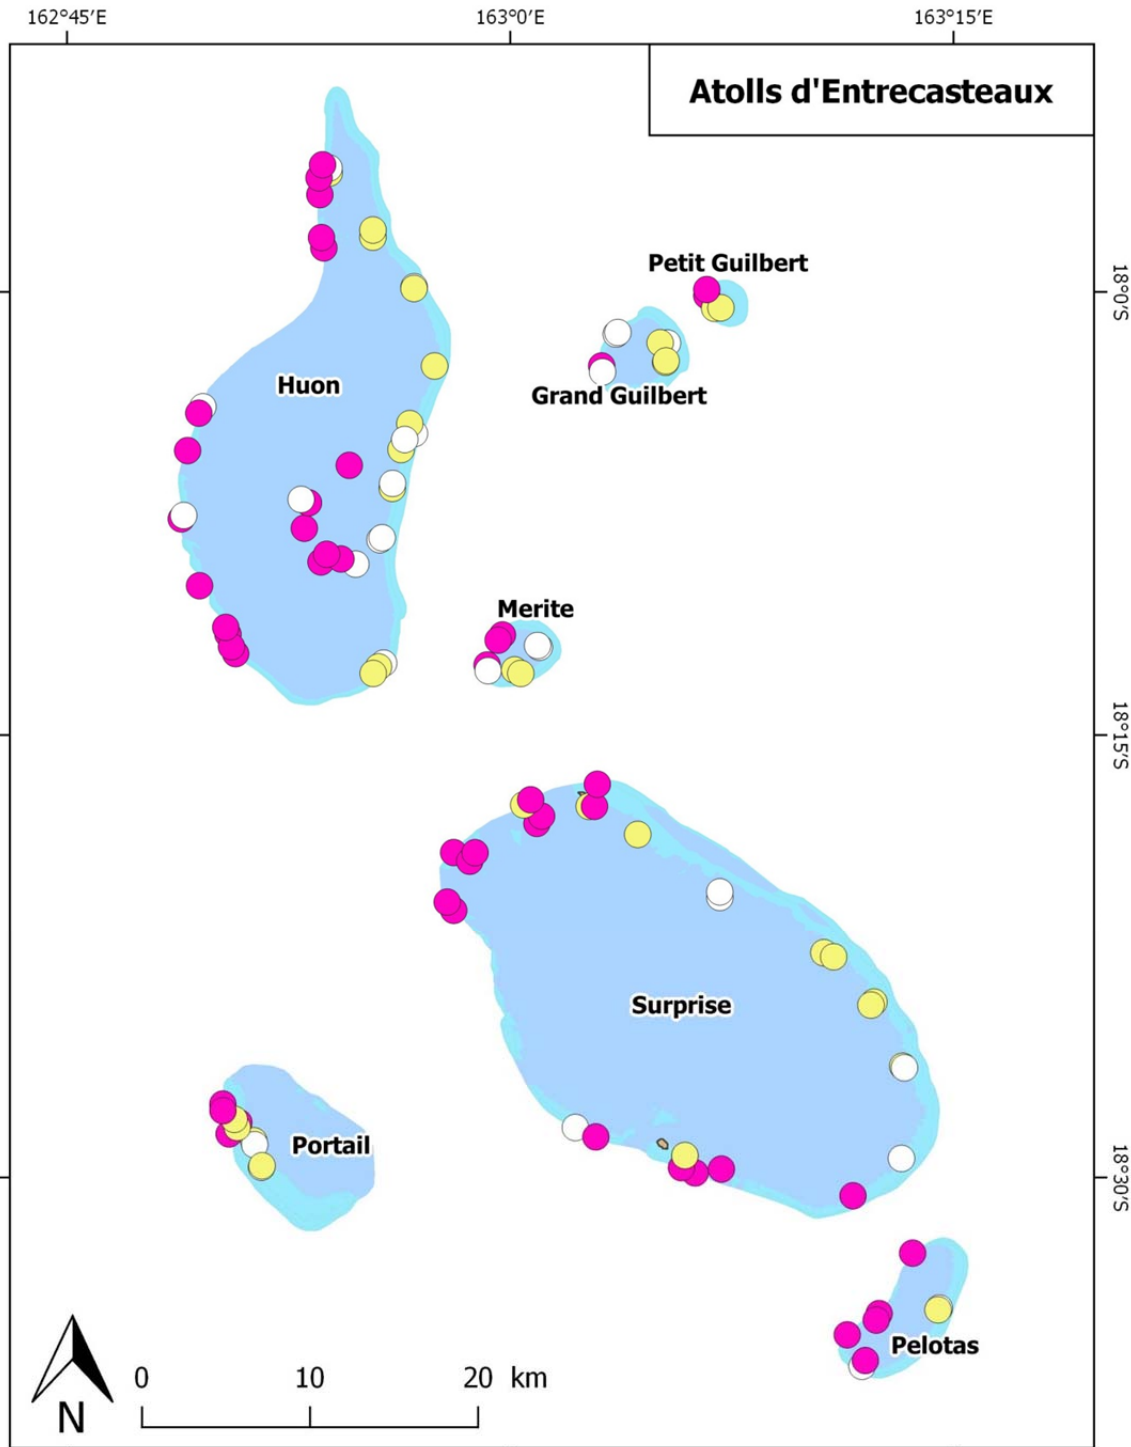 162°45′E 163°0′E 163°15′E
Atolls d'Entrecasteaux
Petit Guilbert
18°0′S
Huon
Grand Guilbert
Merite
18°15′S
Surprise
Portail
18°30′S
Pelotas
0 10 20 km
N